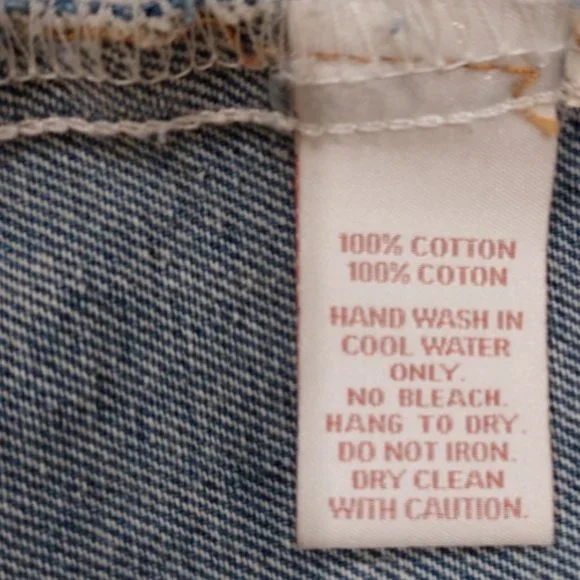 100% COTTON
100% COTON
HAND WASH IN
COOL WATER
ONLY.
NO BLEACH.
HANG TO DRY.
DO NOT IRON.
DRY CLEAN
WITH CAUTION.